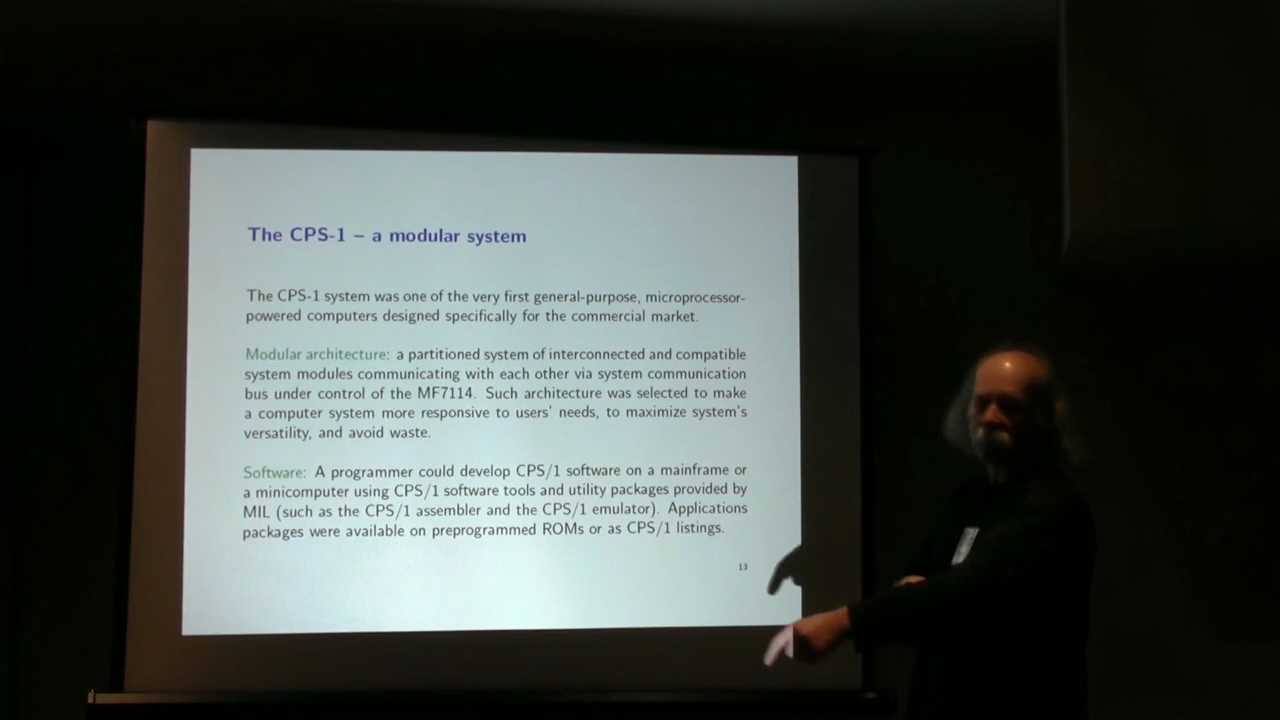 The CPS-1 – a modular system
The CPS-1 system was one of the very first general-purpose, microprocessor-
powered computers designed specifically for the commercial market.
Modular architecture: a partitioned system of interconnected and compatible
system modules communicating with each other via system communication
bus under control of the MF7114. Such architecture was selected to make
a computer system more responsive to users' needs, to maximize system's
versatility, and avoid waste.
Software: A programmer could develop CPS/1 software on a mainframe or
a minicomputer using CPS/1 software tools and utility packages provided by
MIL (such as the CPS/1 assembler and the CPS/1 emulator). Applications
packages were available on preprogrammed ROMs or as CPS/1 listings.
13